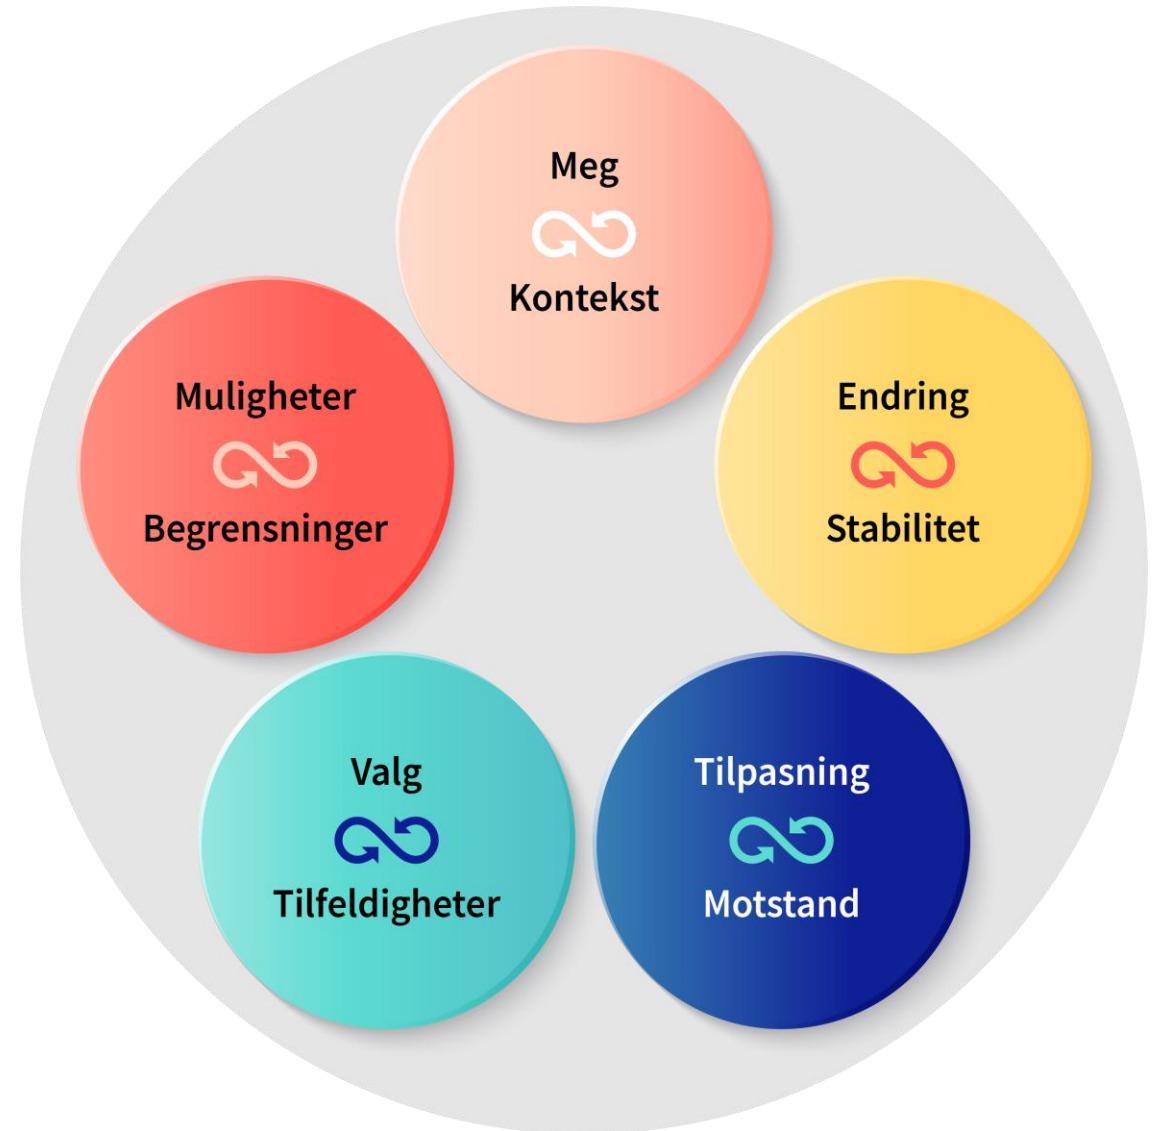 Meg
Kontekst
Muligheter
Begrensninger
Endring
Stabilitet
Valg
Tilfeldigheter
Tilpasning
Motstand